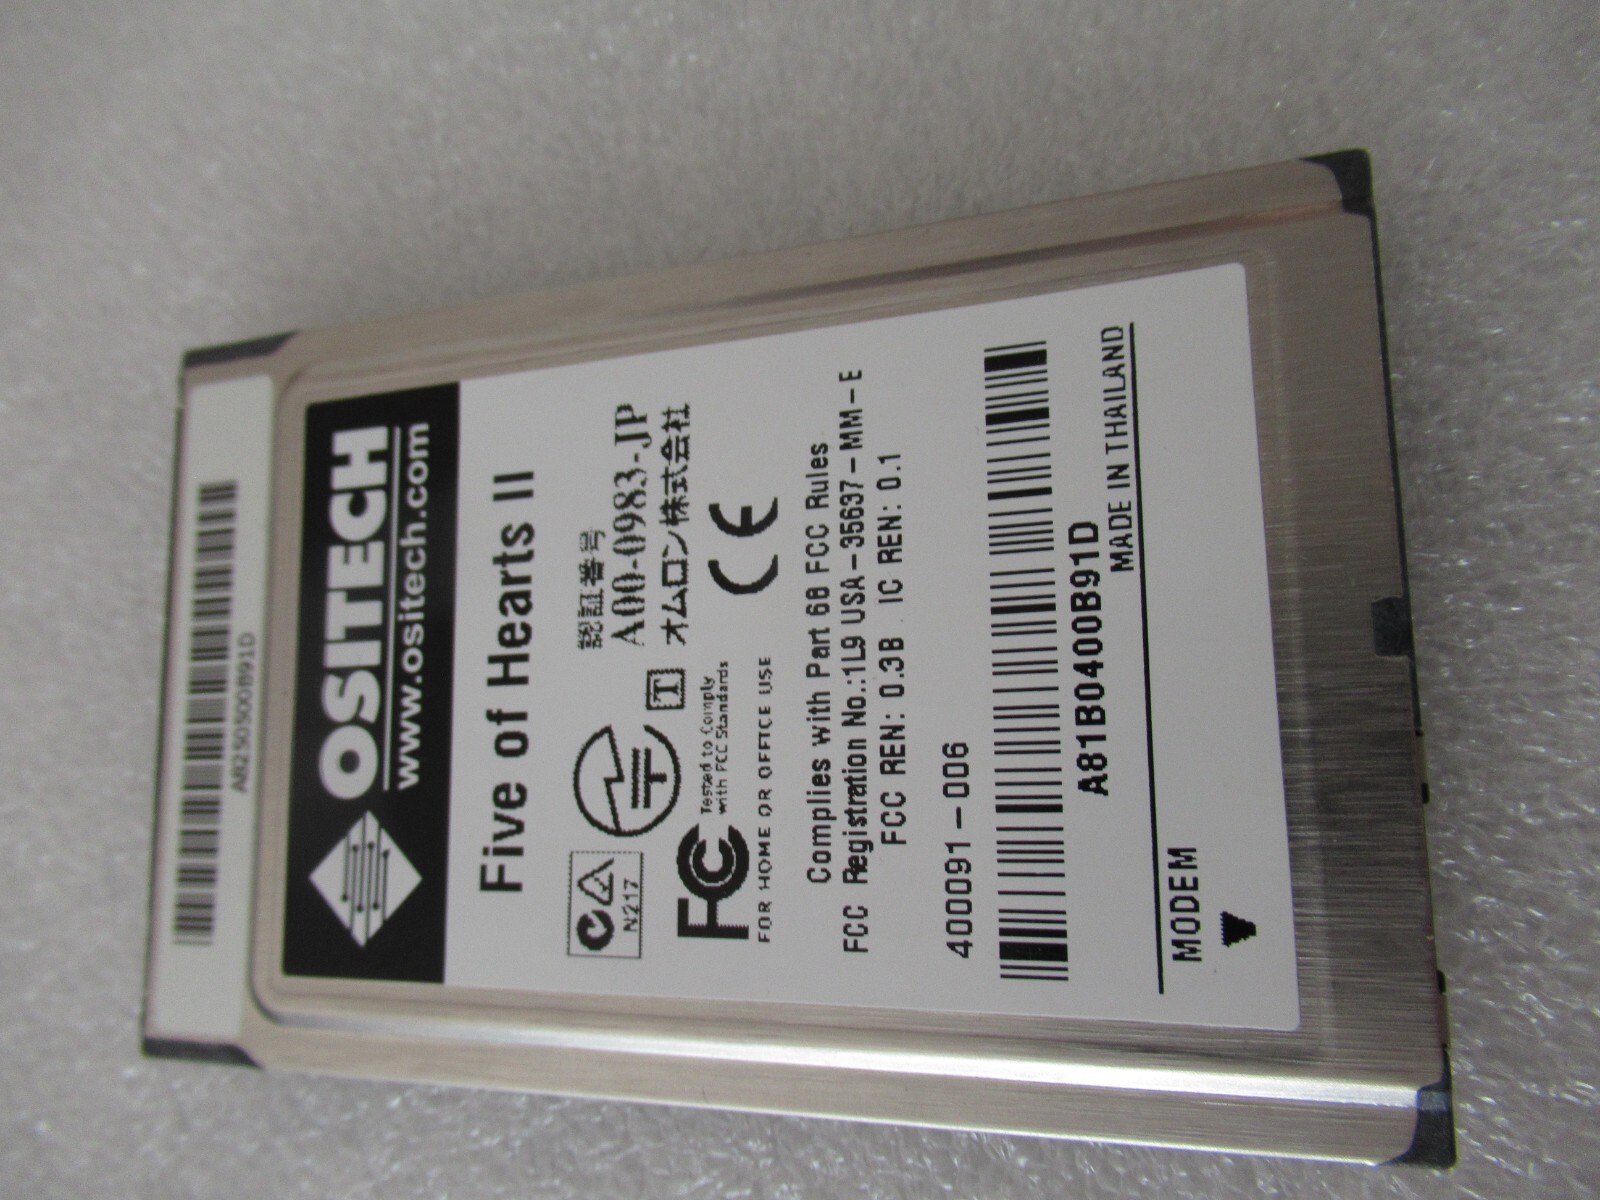 A8250500B91D
OSITECH
www.ositech.com
Five of Hearts II
認証番号
A00-0983-JP
T
オムロン株式会社
N217
FC
Tested to Comply
with FCC Standards
CE
FOR HOME OR OFFICE USE
Complies with Part 68 FCC Rules
FCC Registration No.:1L9 USA-35637-MM-E
FCC REN: 0.3B IC REN: 0.1
400091-006
A81B0400B91D
MADE IN THAILAND
MODEM